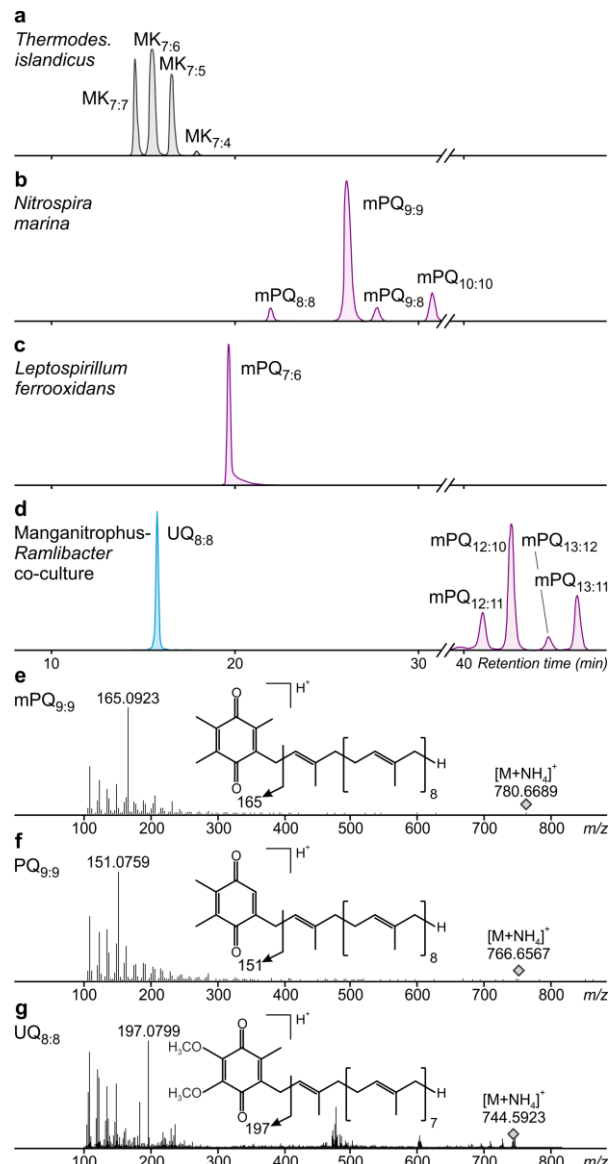 a
Thermodes.
islandicus
MK7:7
MK7:6
MK7:5
MK7:4
b
Nitrospira
marina
mPQ8:8
mPQ9:9
mPQ9:8
mPQ10:10
c
Leptospirillum
ferrooxidans
mPQ7:6
d
Manganitrophus-
Ramlibacter
co-culture
UQ8:8
mPQ12:10
mPQ13:12
mPQ12:11
mPQ13:11
10 20 30 40 Retention time (min)
e
mPQ9:9
165.0923
O
O
H+
165
H
8
[M+NH4]+
780.6689
100 200 300 400 500 600 700 800 m/z
f
PQ9:9
151.0759
O
O
H+
151
H
8
[M+NH4]+
766.6567
100 200 300 400 500 600 700 800 m/z
g
UQ8:8
197.0799
O
H3CO
H3CO
O
H+
197
H
7
[M+NH4]+
744.5923
100 200 300 400 500 600 700 800 m/z